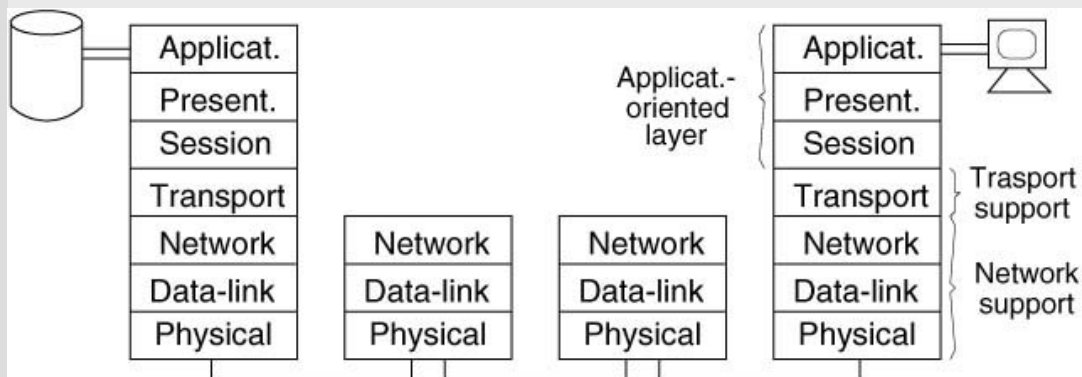 Applicat.
Present.
Session
Transport
Network
Data-link
Physical
Network
Data-link
Physical
Network
Data-link
Physical
Applicat.-
oriented
layer
Applicat.
Present.
Session
Transport
Network
Data-link
Physical
Trasport
support
Network
support